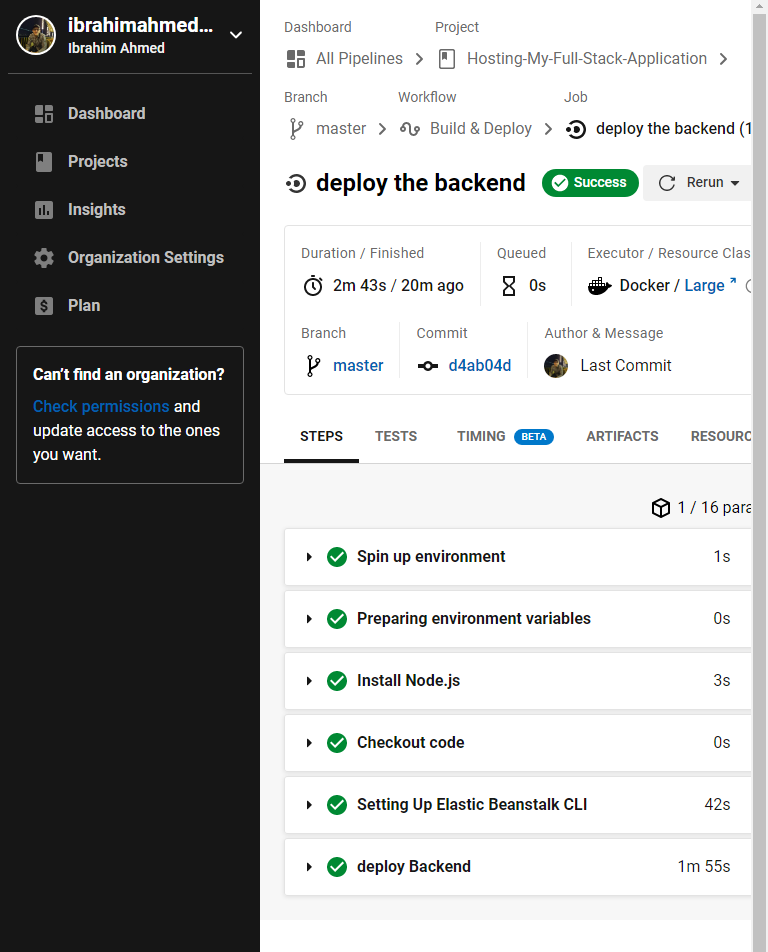 ibrahimahmed...
Ibrahim Ahmed
Dashboard
Projects
Insights
Organization Settings
Plan
Can't find an organization?
Check permissions and
update access to the ones
you want.
Dashboard Project
All Pipelines Hosting-My-Full-Stack-Application
Branch Workflow Job
master Build & Deploy deploy the backend (1
deploy the backend Success Rerun
Duration / Finished Queued Executor / Resource Clas
2m 43s / 20m ago 0s Docker / Large
Branch Commit Author & Message
master d4ab04d Last Commit
STEPS TESTS TIMING BETA ARTIFACTS RESOURC
1 / 16 para
Spin up environment 1s
Preparing environment variables 0s
Install Node.js 3s
Checkout code 0s
Setting Up Elastic Beanstalk CLI 42s
deploy Backend 1m 55s